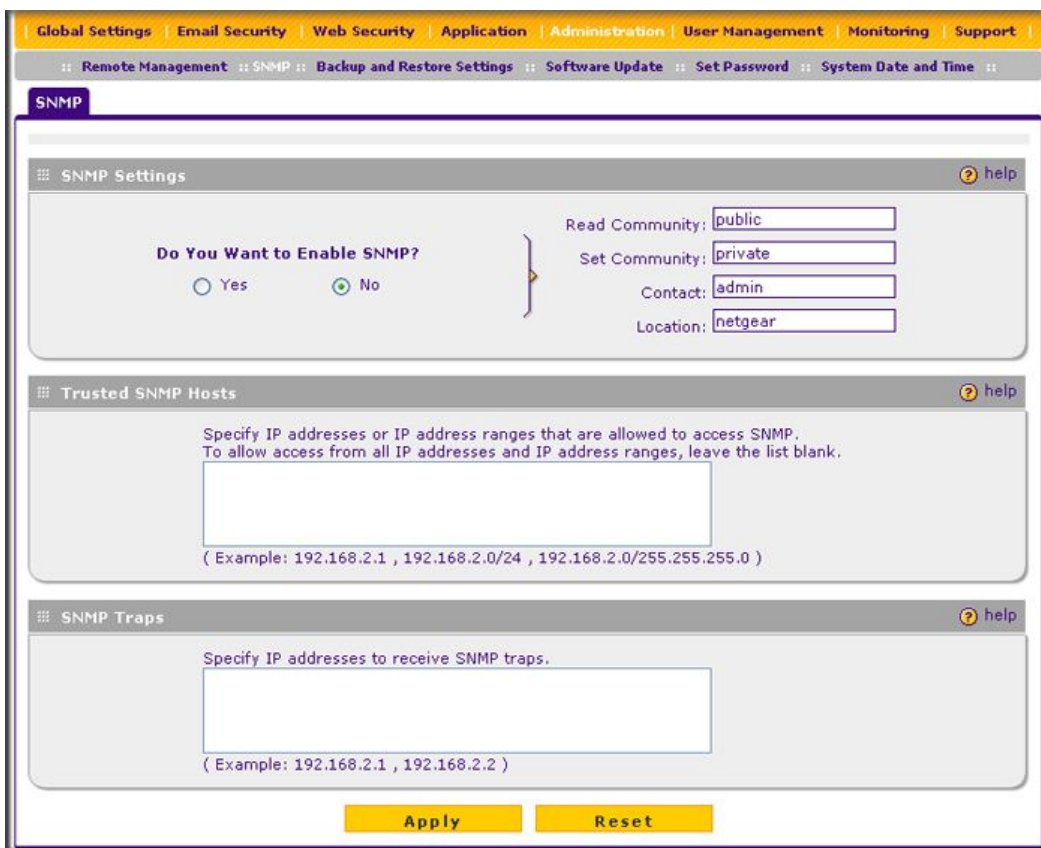 Global Settings | Email Security | Web Security | Application | Administration | User Management | Monitoring | Support
:: Remote Management :: SNMP :: Backup and Restore Settings :: Software Update :: Set Password :: System Date and Time ::
SNMP
SNMP Settings
help
Do You Want to Enable SNMP?
Yes
No
Read Community: public
Set Community: private
Contact: admin
Location: netgear
Trusted SNMP Hosts
help
Specify IP addresses or IP address ranges that are allowed to access SNMP.
To allow access from all IP addresses and IP address ranges, leave the list blank.
( Example: 192.168.2.1 , 192.168.2.0/24 , 192.168.2.0/255.255.255.0 )
SNMP Traps
help
Specify IP addresses to receive SNMP traps.
( Example: 192.168.2.1 , 192.168.2.2 )
Apply
Reset